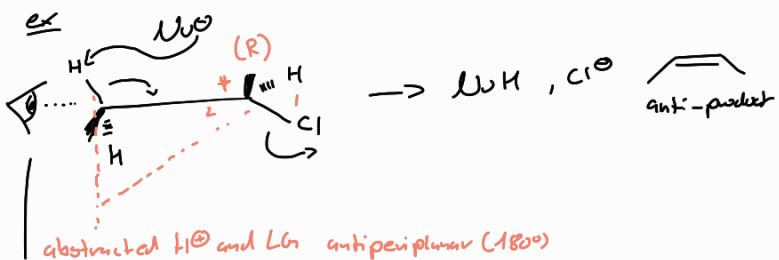 ex
Nu⊖
(R)
H * H → NuH , Cl⊖
Cl
H
anti-product
abstracted H⊕ and LG antiperiplanar (180°)